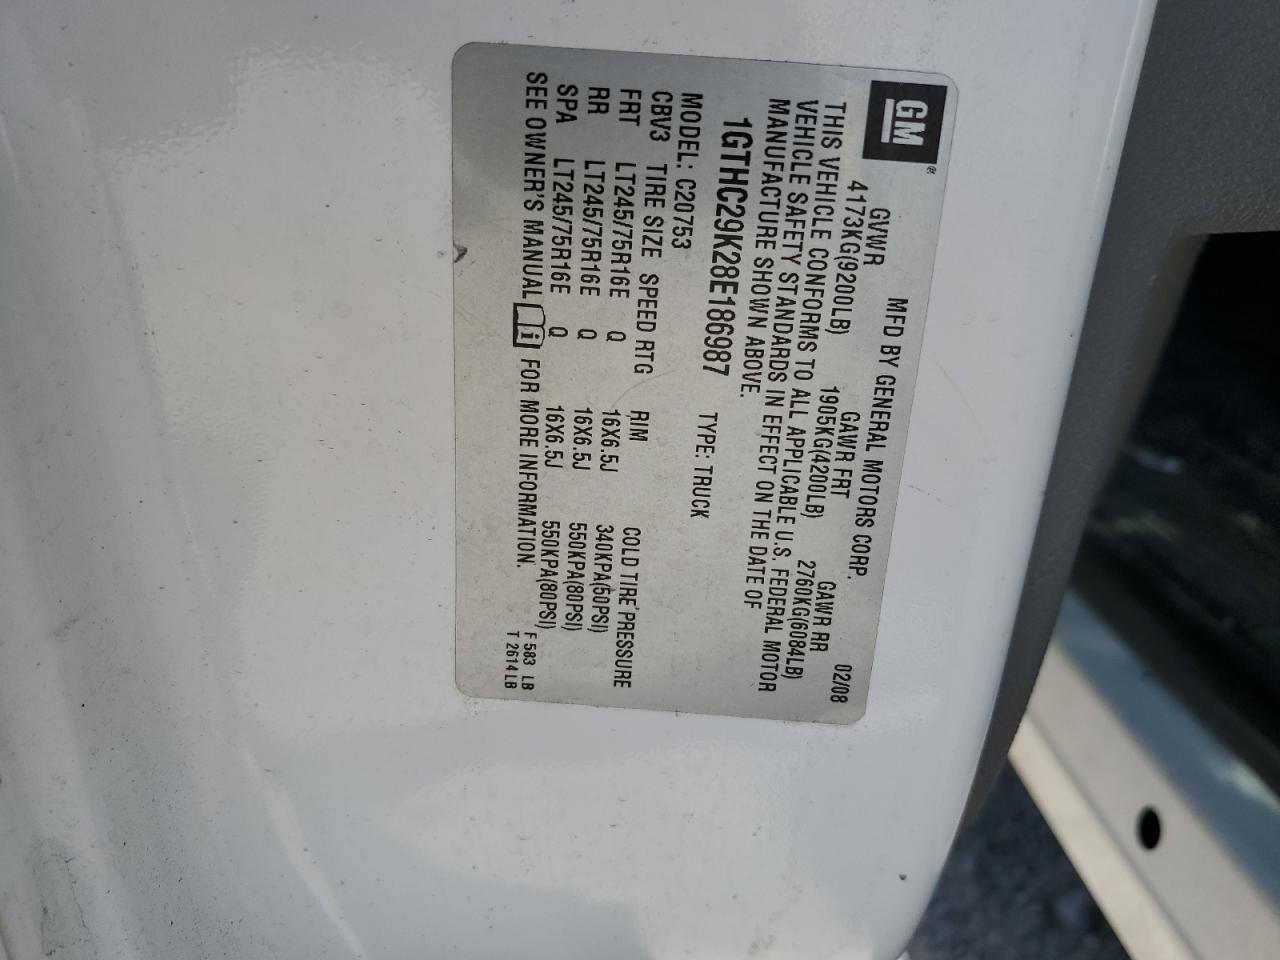 GM
MFD BY GENERAL MOTORS CORP. 02/08
GVWR GAWR FRT GAWR RR
4173KG(9200LB) 1905KG(4200LB) 2760KG(6084LB)
THIS VEHICLE CONFORMS TO ALL APPLICABLE U.S. FEDERAL MOTOR
VEHICLE SAFETY STANDARDS IN EFFECT ON THE DATE OF
MANUFACTURE SHOWN ABOVE.
1GTHC29K28E186987 TYPE: TRUCK
MODEL: C20753
CBV3 TIRE SIZE SPEED RTG RIM COLD TIRE PRESSURE
FRT LT245/75R16E Q 16X6.5J 340KPA(50PSI)
RR LT245/75R16E Q 16X6.5J 550KPA(80PSI)
SPA LT245/75R16E Q 16X6.5J 550KPA(80PSI)
SEE OWNER'S MANUAL i FOR MORE INFORMATION.
F 583 LB
T 2614 LB